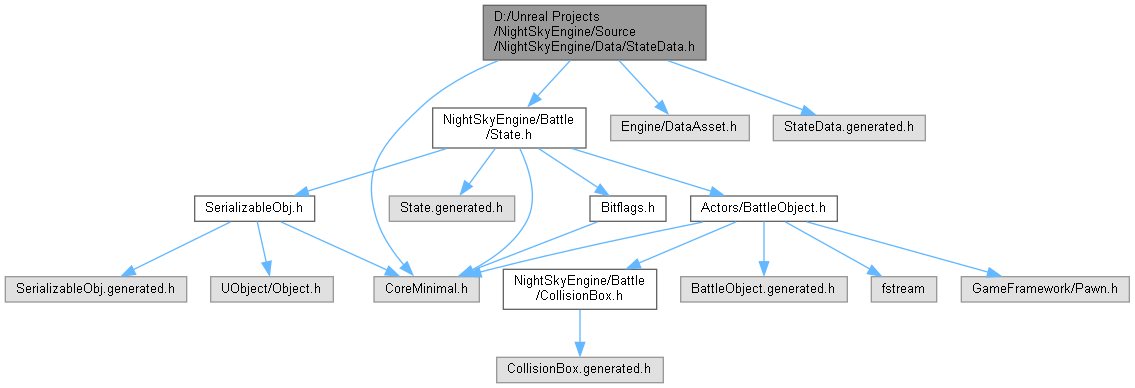 D:/Unreal Projects
/NightSkyEngine/Source
/NightSkyEngine/Data/StateData.h
NightSkyEngine/Battle
/State.h
Engine/DataAsset.h
StateData.generated.h
SerializableObj.h
State.generated.h
Bitflags.h
Actors/BattleObject.h
SerializableObj.generated.h
UObject/Object.h
CoreMinimal.h
NightSkyEngine/Battle
/CollisionBox.h
BattleObject.generated.h
fstream
GameFramework/Pawn.h
CollisionBox.generated.h